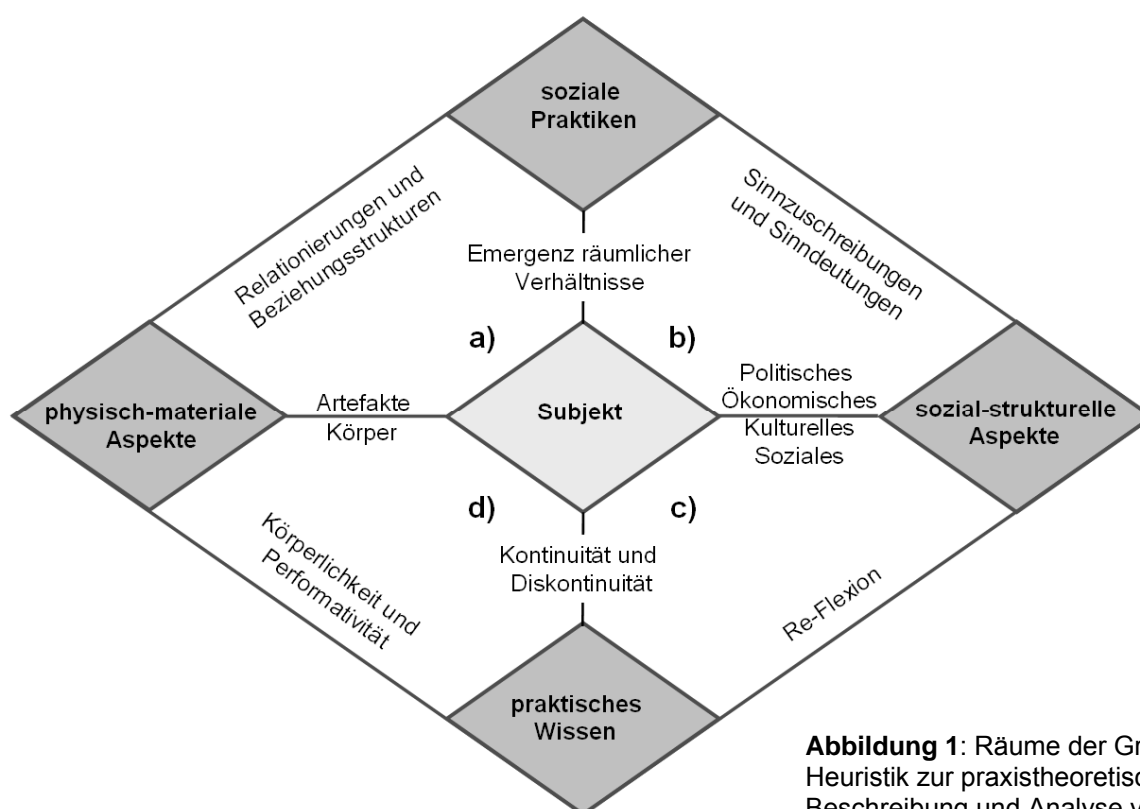 soziale
Praktiken
Relationierungen und
Beziehungsstrukturen
Sinnzuschreibungen
und Sinndeutungen
Emergenz räumlicher
Verhältnisse
a)
b)
physisch-materiale
Aspekte
Artefakte
Körper
Subjekt
Politisches
Ökonomisches
Kulturelles
Soziales
sozial-strukturelle
Aspekte
d)
c)
Körperlichkeit und
Performativität
Kontinuität und
Diskontinuität
Re-Flexion
praktisches
Wissen
Abbildung 1: Räume der
Heuristik zur
Beschreibung und Analyse